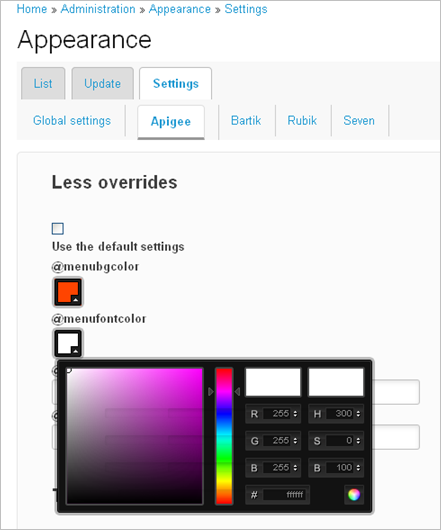 Home » Administration » Appearance » Settings
Appearance
List Update Settings
Global settings Apigee Bartik Rubik Seven
Less overrides
Use the default settings
@menubgcolor
@menufontcolor
R 255 H 300
G 255 S 0
B 255 B 100
# ffffff